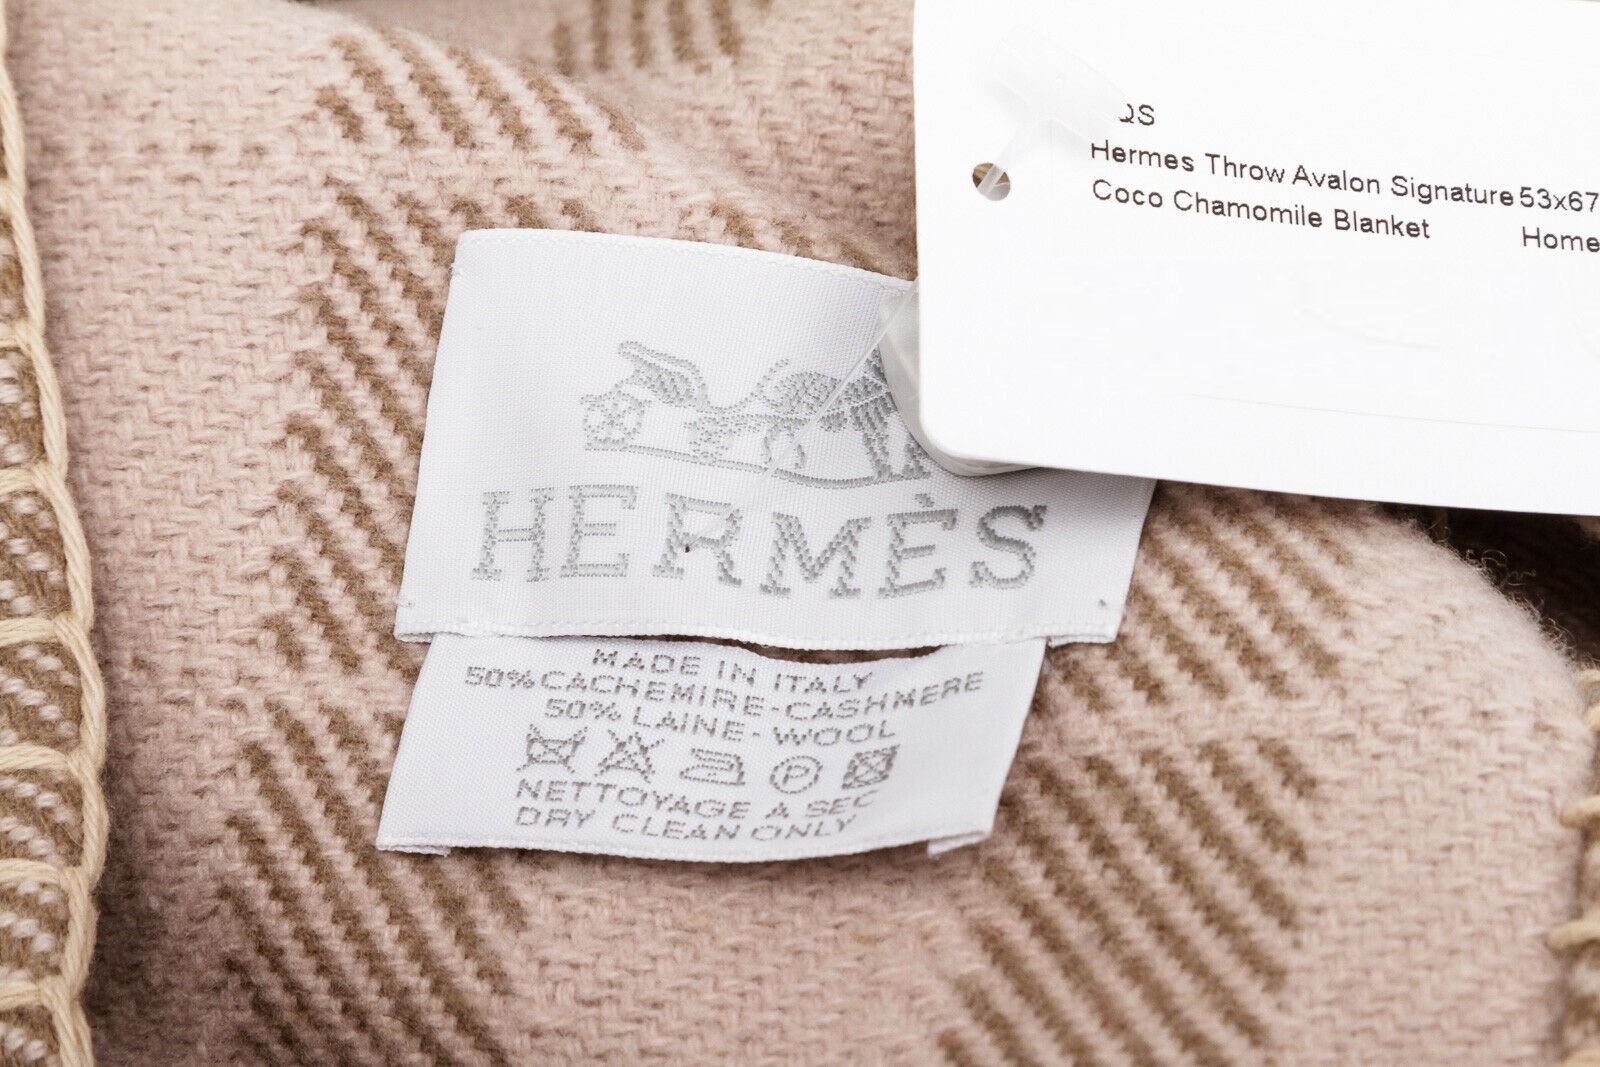 QS
Hermes Throw Avalon Signature 53x67
Coco Chamomile Blanket Home
HERMÈS
MADE IN ITALY
50% CACHEMIRE-CASHMERE
50% LAINE-WOOL
P
NETTOYAGE A SEC
DRY CLEAN ONLY